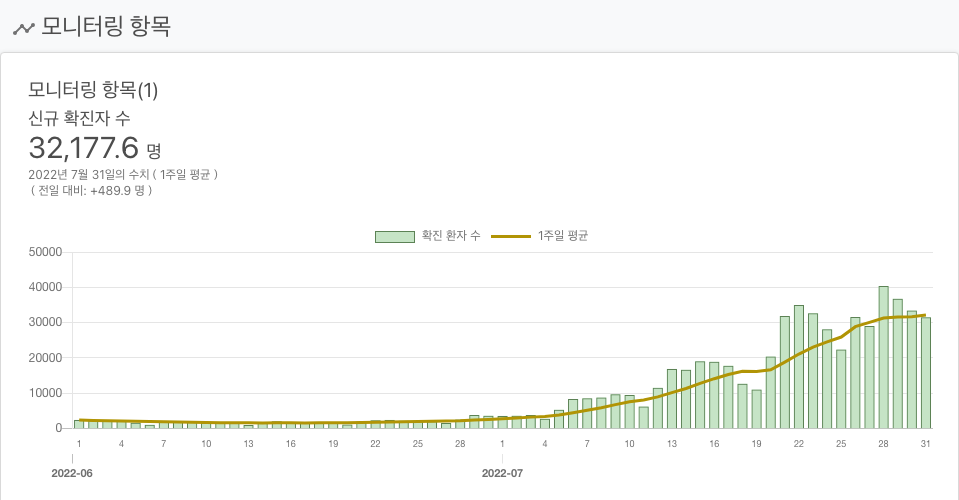 모니터링 항목
모니터링 항목(1)
신규 확진자 수
32,177.6 명
2022년 7월 31일의 수치 ( 1주일 평균 )
( 전일 대비: +489.9 명 )
확진 환자 수 1주일 평균
50000
40000
30000
20000
10000
0
1 4 7 10 13 16 19 22 25 28 1 4 7 10 13 16 19 22 25 28 31
2022-06 2022-07